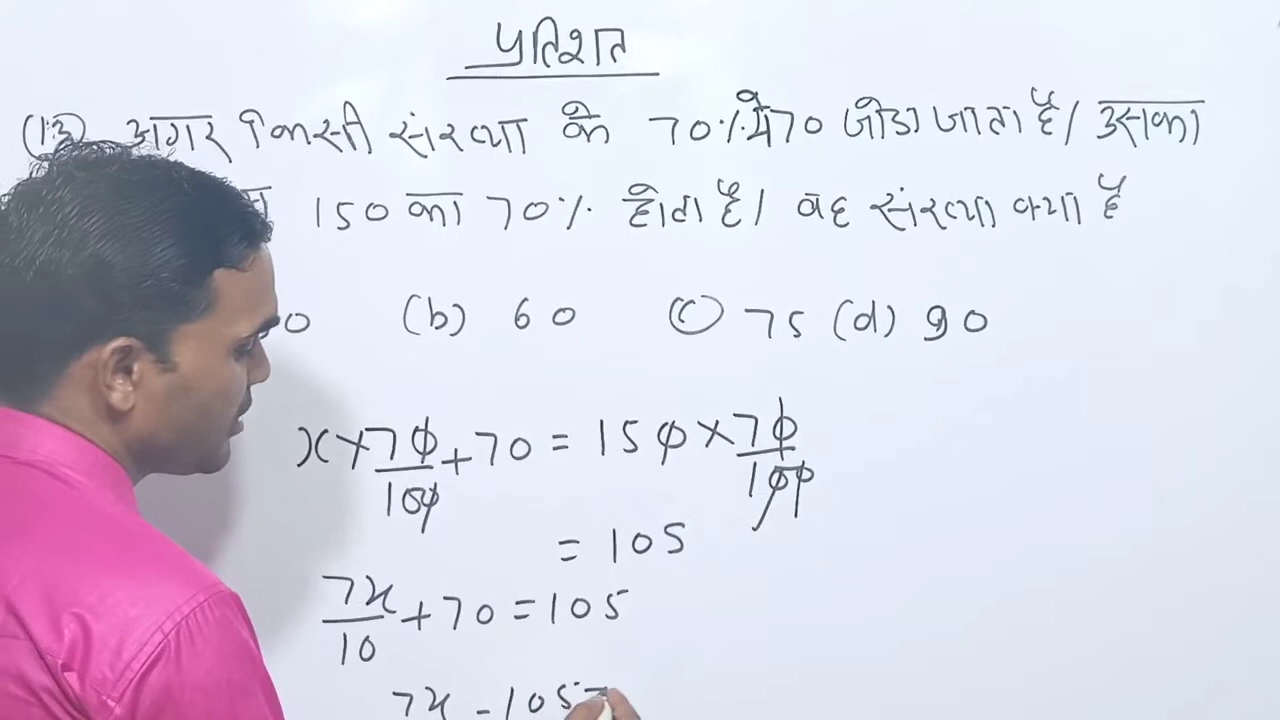 प्रतिशत
(13) अगर किसी संख्या के 70% में 70 जोड़ा जाता है। उसका
150 का 70% होता है। वह संख्या क्या है
0 (b) 60 (c) 75 (d) 90
x × 70/100 + 70 = 150 × 70/100
= 105
7x/10 + 70 = 105
7x = 105